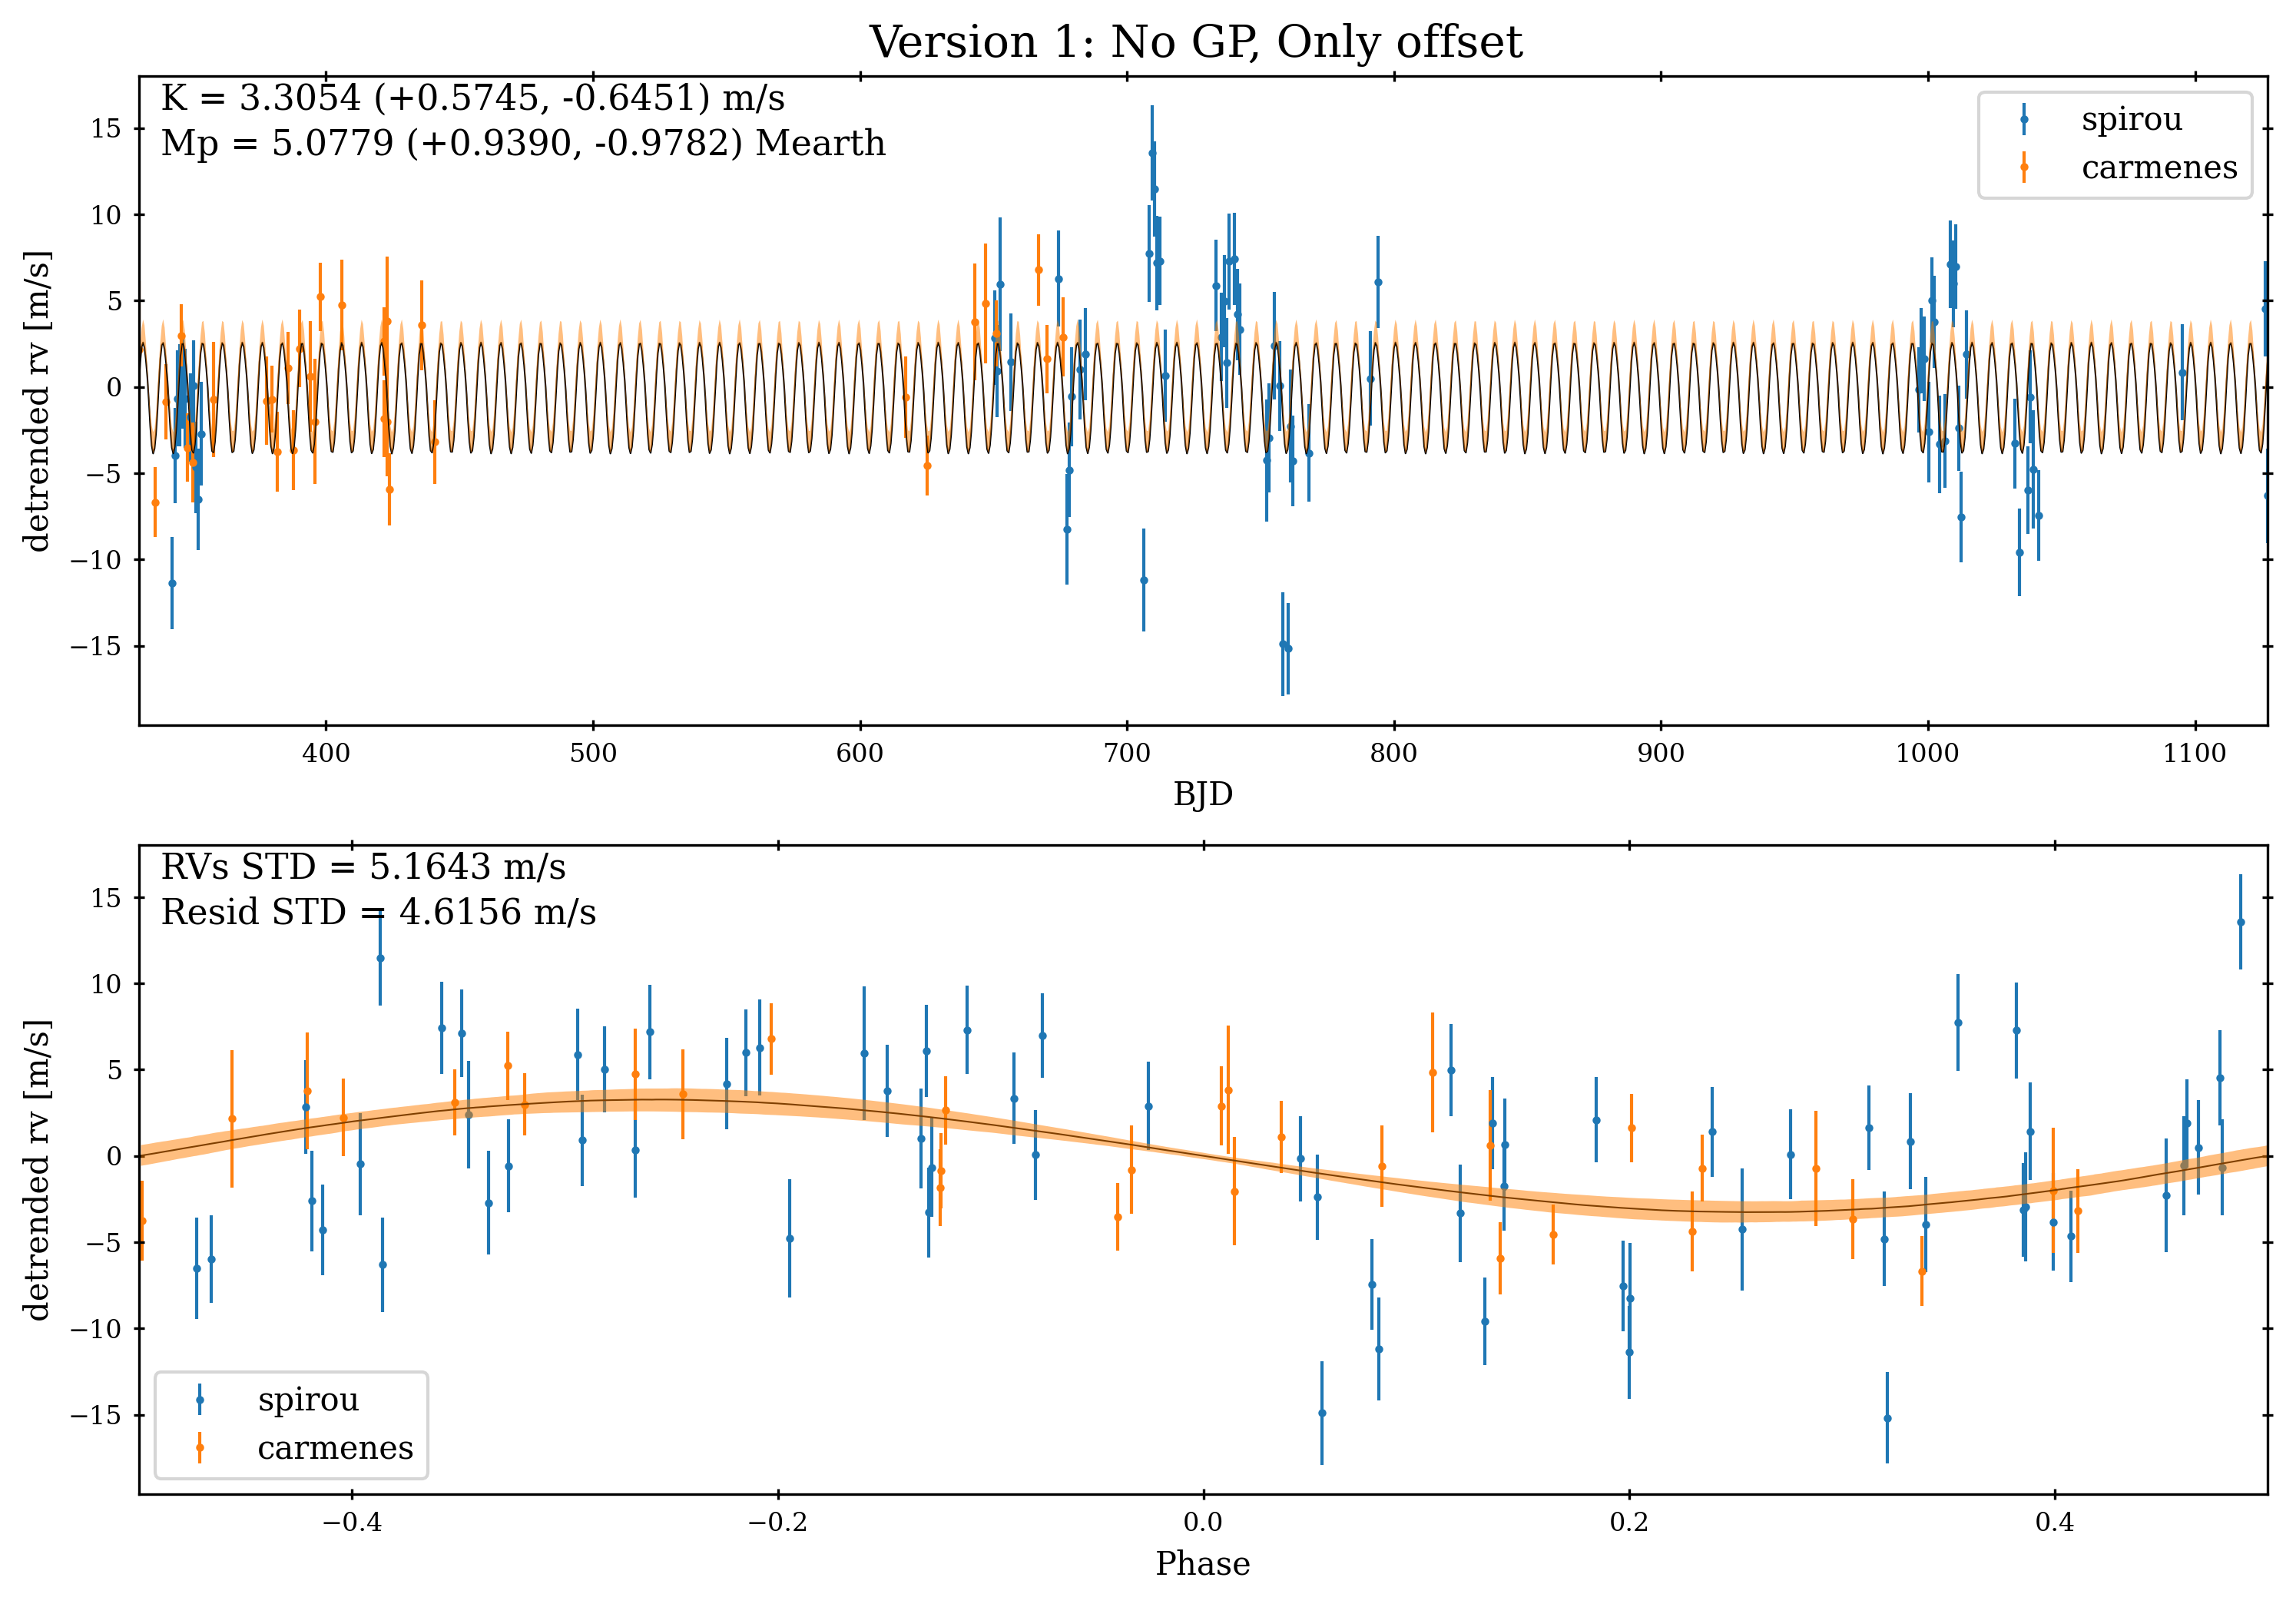 Version 1: No GP, Only offset
K = 3.3054 (+0.5745, -0.6451) m/s
Mp = 5.0779 (+0.9390, -0.9782) Mearth
spirou
carmenes
detrended rv [m/s]
15
10
5
0
−5
−10
−15
400
500
600
700
800
900
1000
1100
BJD
RVs STD = 5.1643 m/s
Resid STD = 4.6156 m/s
detrended rv [m/s]
15
10
5
0
−5
−10
−15
spirou
carmenes
−0.4
−0.2
0.0
0.2
0.4
Phase